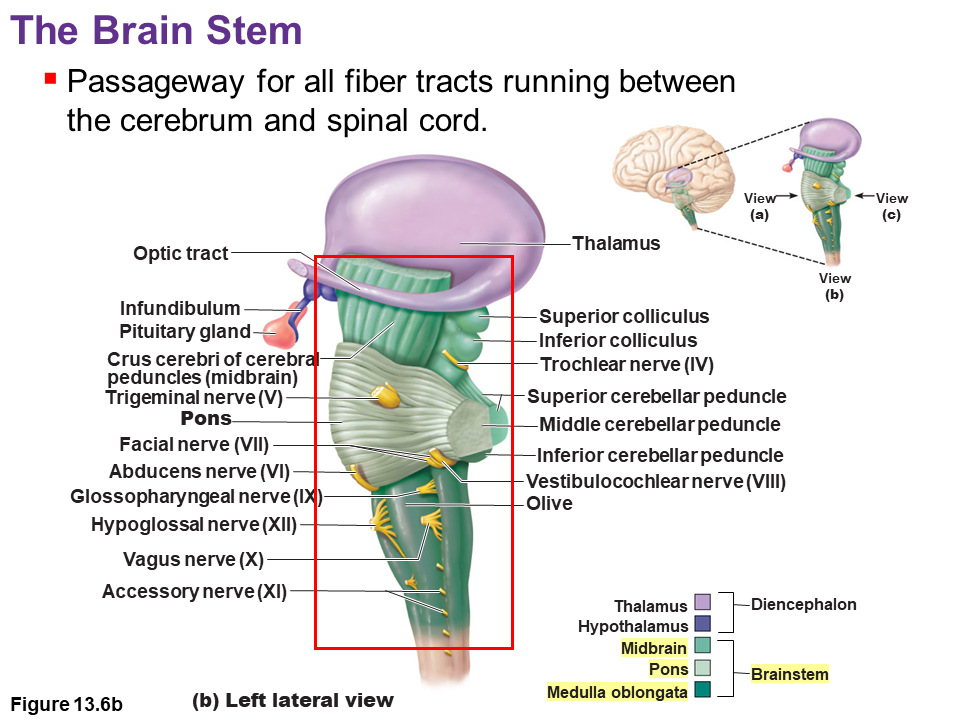 The Brain Stem
Passageway for all fiber tracts running between
the cerebrum and spinal cord.
View
(a)
View
(c)
View
(b)
Optic tract
Infundibulum
Pituitary gland
Crus cerebri of cerebral
peduncles (midbrain)
Trigeminal nerve (V)
Pons
Facial nerve (VII)
Abducens nerve (VI)
Glossopharyngeal nerve (IX)
Hypoglossal nerve (XII)
Vagus nerve (X)
Accessory nerve (XI)
Thalamus
Superior colliculus
Inferior colliculus
Trochlear nerve (IV)
Superior cerebellar peduncle
Middle cerebellar peduncle
Inferior cerebellar peduncle
Vestibulocochlear nerve (VIII)
Olive
Thalamus
Hypothalamus
Diencephalon
Midbrain
Pons
Medulla oblongata
Brainstem
Figure 13.6b
(b) Left lateral view